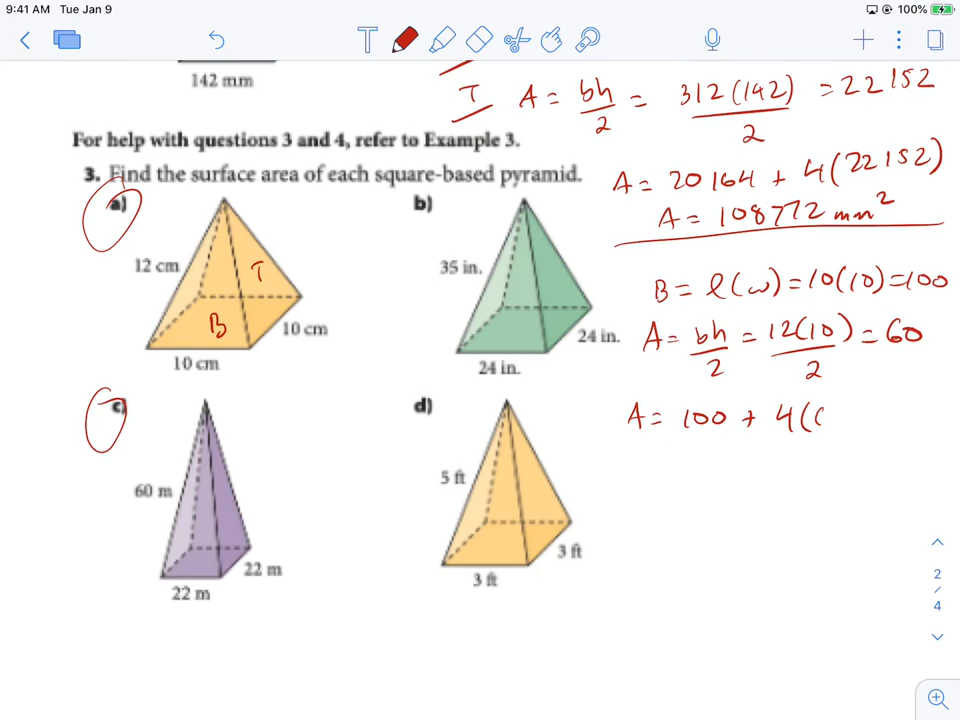 9:41 AM Tue Jan 9
100%
142 mm
T A = bh/2 = 312(142)/2 = 22152
For help with questions 3 and 4, refer to Example 3.
3. Find the surface area of each square-based pyramid.
A = 20164 + 4(22152)
A = 108772 mm²
a)
12 cm
T
B
10 cm
10 cm
b)
35 in.
24 in.
24 in.
B = l(w) = 10(10) = 100
A = bh/2 = 12(10)/2 = 60
A = 100 + 4(
c)
60 m
22 m
22 m
d)
5 ft
3 ft
3 ft
2
/
4